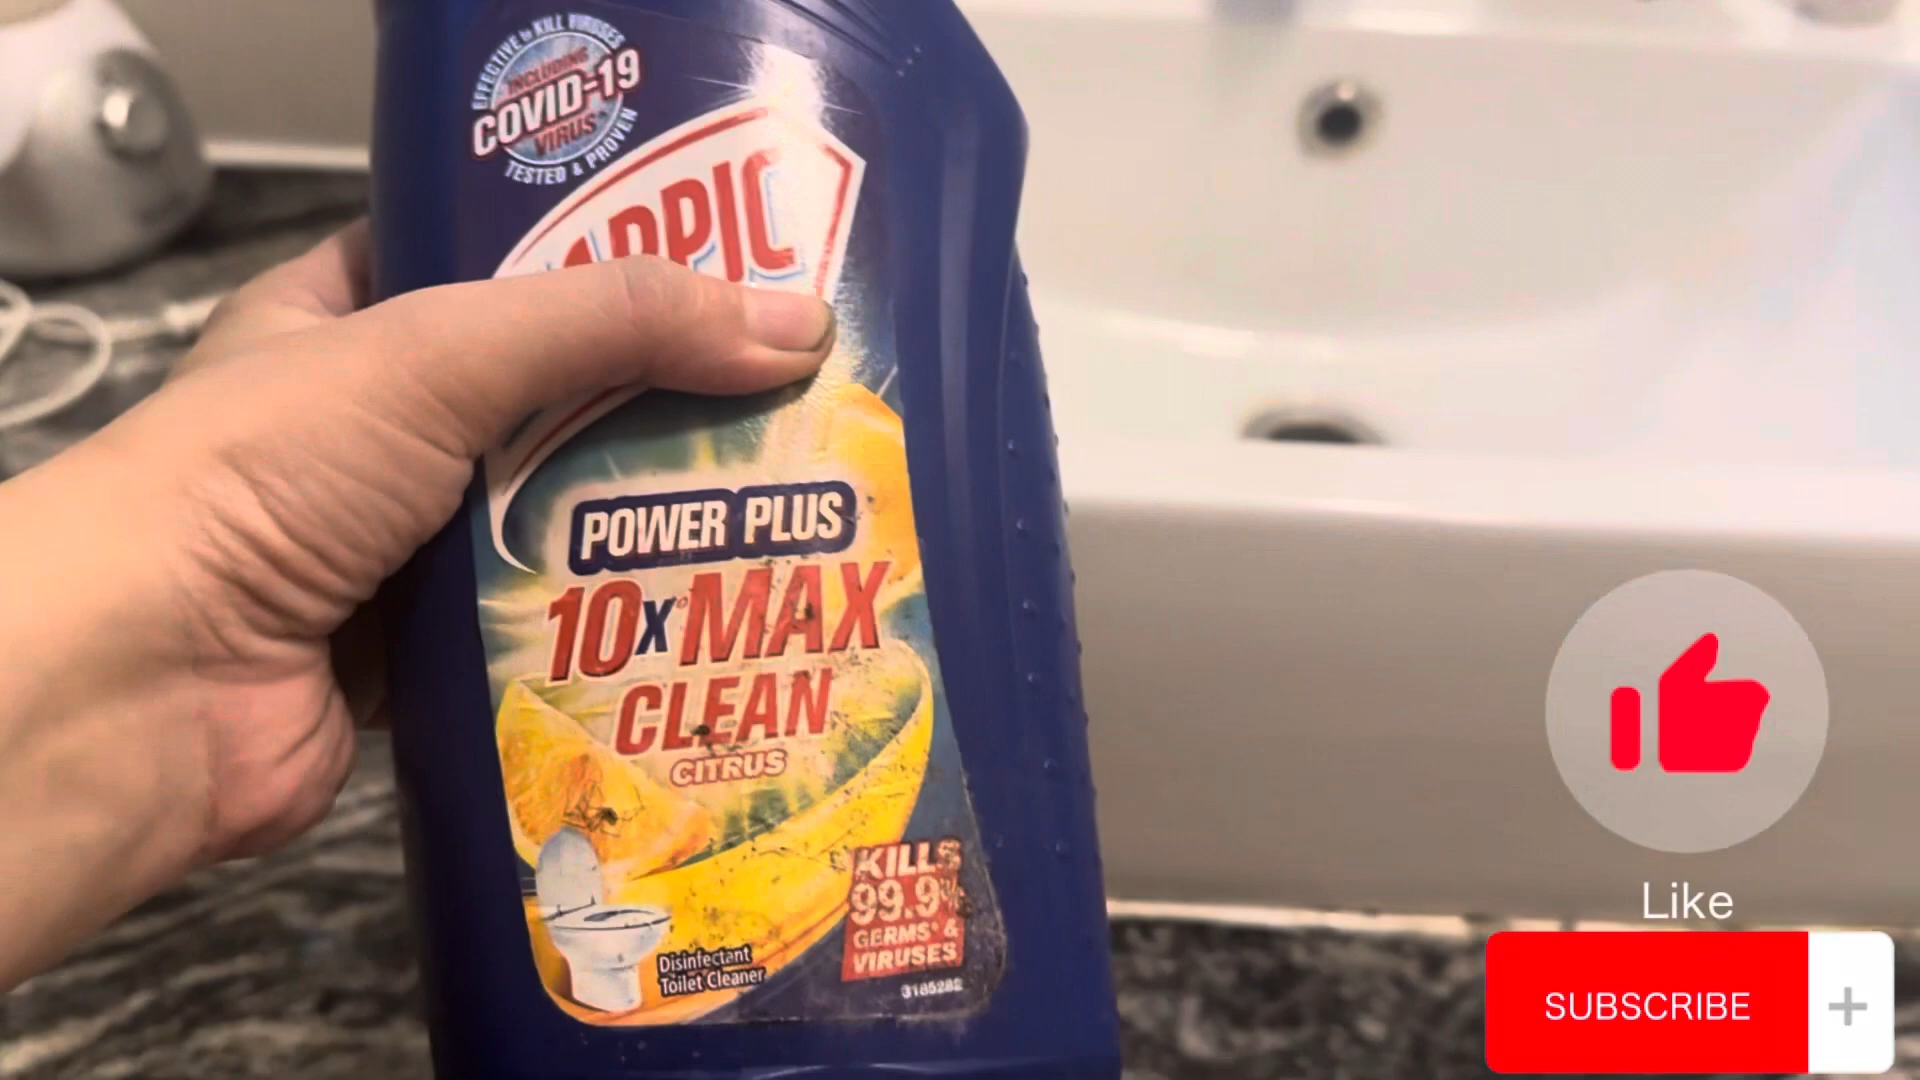 EFFECTIVE to KILL VIRUSES
INCLUDING
COVID-19
VIRUS*
TESTED & PROVEN
POWER PLUS
10x MAX
CLEAN
CITRUS
KILLS
99.9%
GERMS* &
VIRUSES
Disinfectant
Toilet Cleaner
3185282
Like
SUBSCRIBE